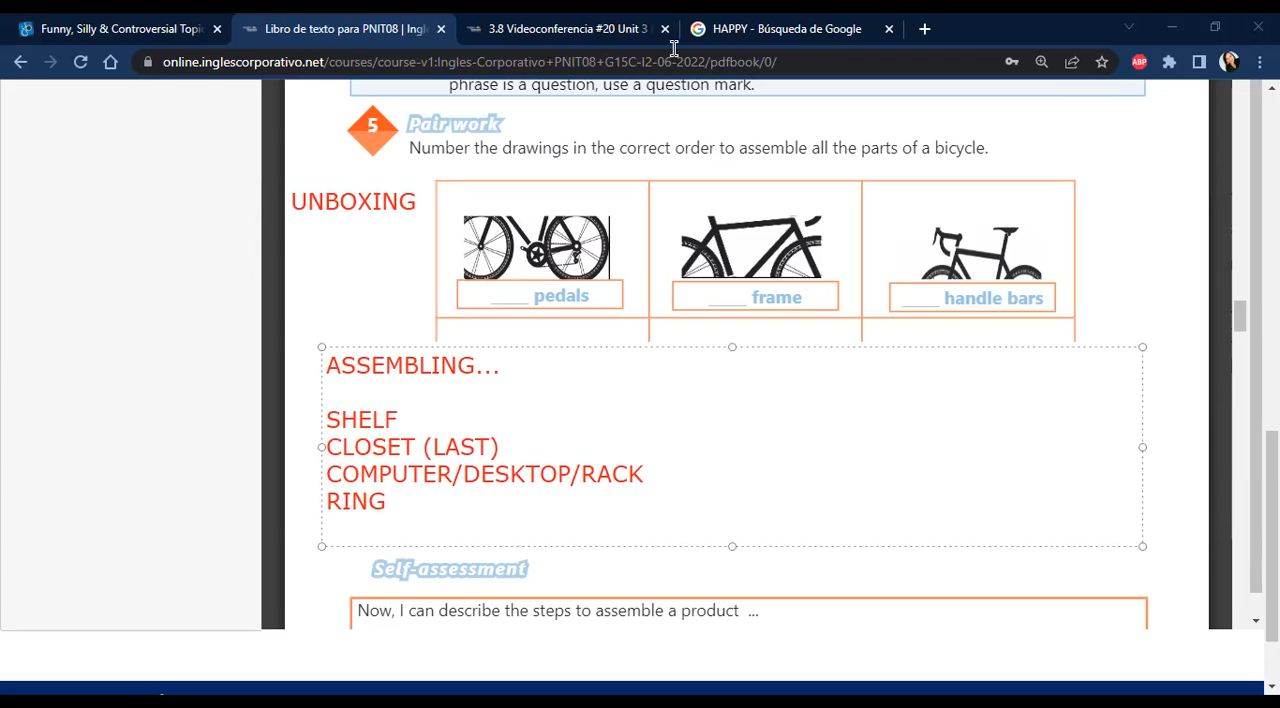 Funny, Silly & Controversial Topic
Libro de texto para PNIT08 | Ingle
3.8 Videoconferencia #20 Unit 3
HAPPY - Búsqueda de Google
online.inglescorporativo.net/courses/course-v1:Ingles-Corporativo+PNIT08+G15C-I2-06-2022/pdfbook/0/
ABP
phrase is a question, use a question mark.
5 Pair work
Number the drawings in the correct order to assemble all the parts of a bicycle.
UNBOXING
____ pedals
____ frame
____ handle bars
ASSEMBLING...
SHELF
CLOSET (LAST)
COMPUTER/DESKTOP/RACK
RING
Self-assessment
Now, I can describe the steps to assemble a product ...